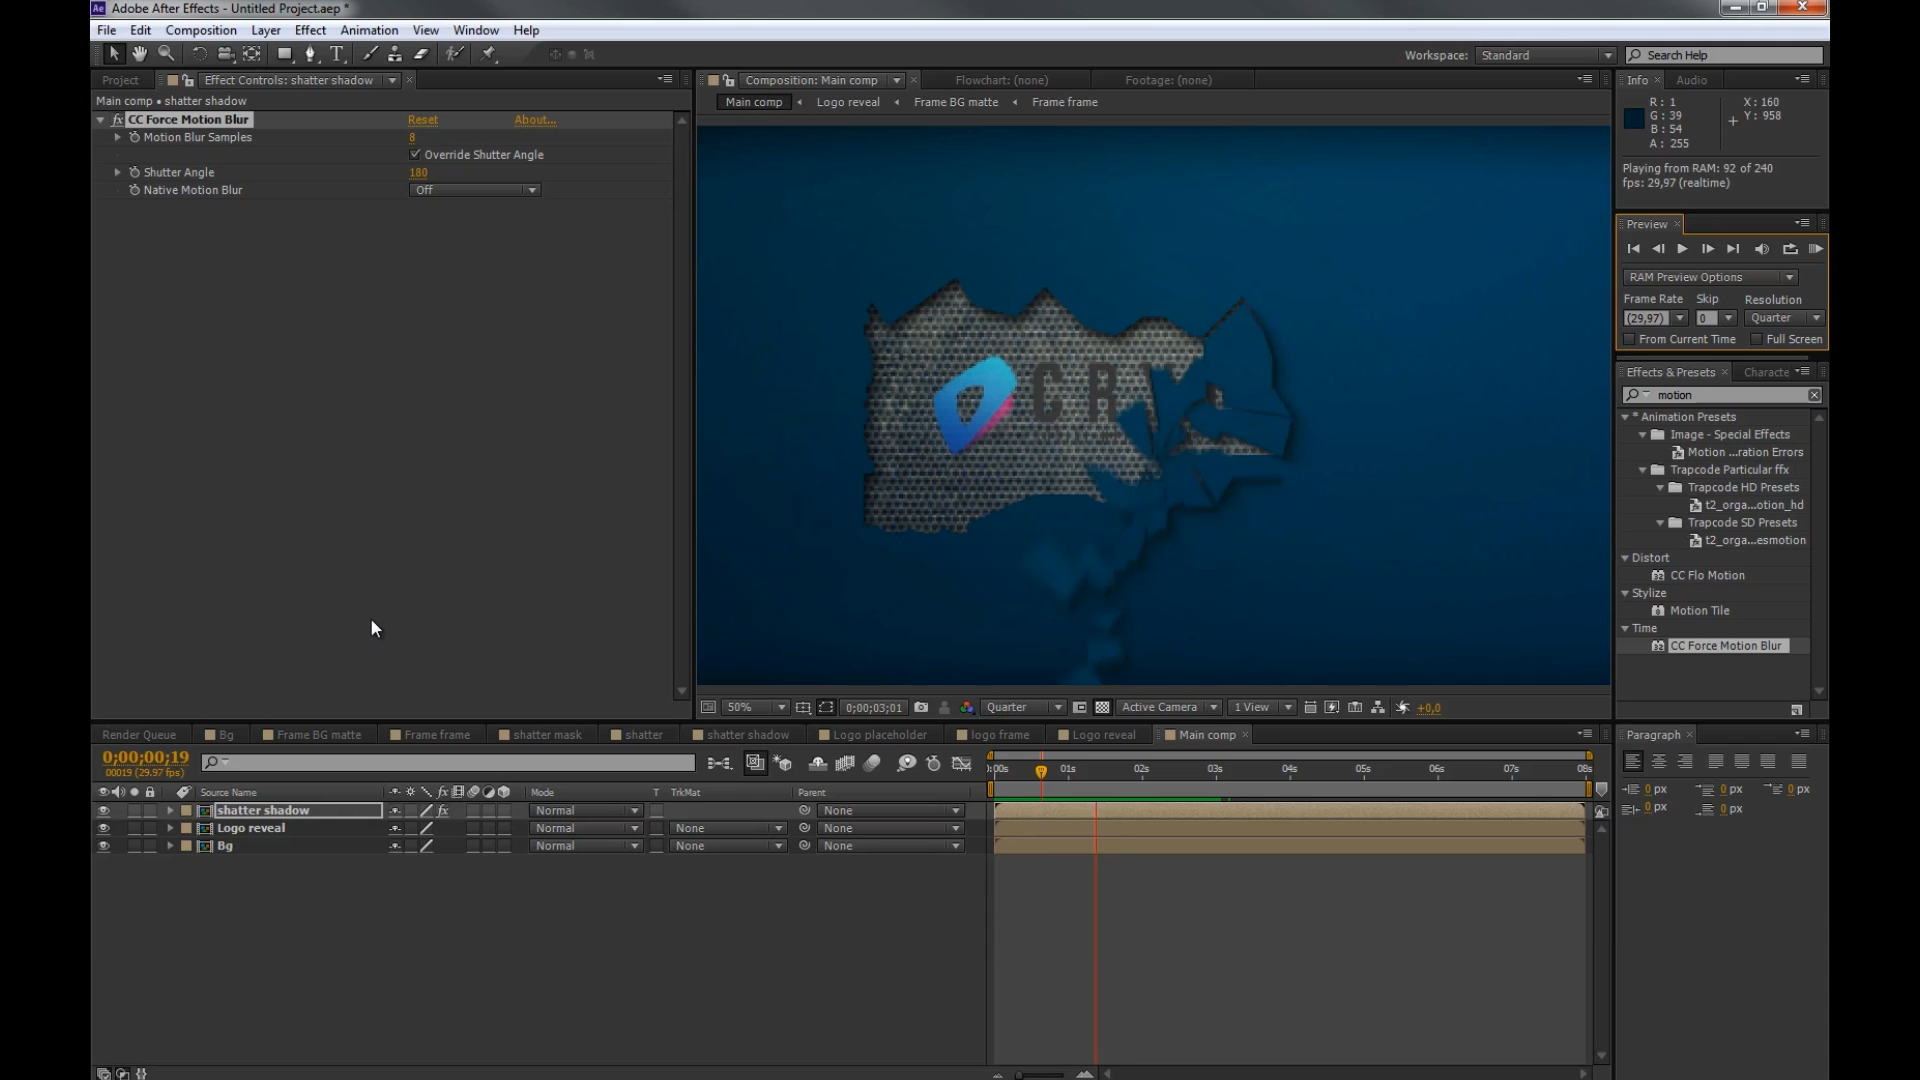 Ae Adobe After Effects - Untitled Project.aep *
File Edit Composition Layer Effect Animation View Window Help
Workspace: Standard Search Help
Project Effect Controls: shatter shadow
Composition: Main comp Flowchart: (none) Footage: (none)
Main comp • shatter shadow
Main comp Logo reveal Frame BG matte Frame frame
fx CC Force Motion Blur Reset About...
Motion Blur Samples 8
Override Shutter Angle
Shutter Angle 180
Native Motion Blur Off
C R
Info Audio
R : 1 X : 160
G : 39 Y : 958
B : 54
A : 255
Playing from RAM: 92 of 240
fps: 29,97 (realtime)
Preview
RAM Preview Options
Frame Rate Skip Resolution
(29,97) 0 Quarter
From Current Time Full Screen
Effects & Presets Characte
motion
* Animation Presets
Image - Special Effects
Motion ...ration Errors
Trapcode Particular ffx
Trapcode HD Presets
t2_orga...otion_hd
Trapcode SD Presets
t2_orga...esmotion
Distort
CC Flo Motion
Stylize
Motion Tile
Time
CC Force Motion Blur
50% 0;00;03;01 Quarter Active Camera 1 View +0,0
Render Queue Bg Frame BG matte Frame frame shatter mask shatter shatter shadow Logo placeholder logo frame Logo reveal Main comp
0;00;00;19
00019 (29.97 fps)
Source Name fx Mode T TrkMat Parent
shatter shadow fx Normal None
Logo reveal Normal None None
Bg Normal None None
):00s 01s 02s 03s 04s 05s 06s 07s 08s
Paragraph
0 px 0 px 0 px
0 px 0 px